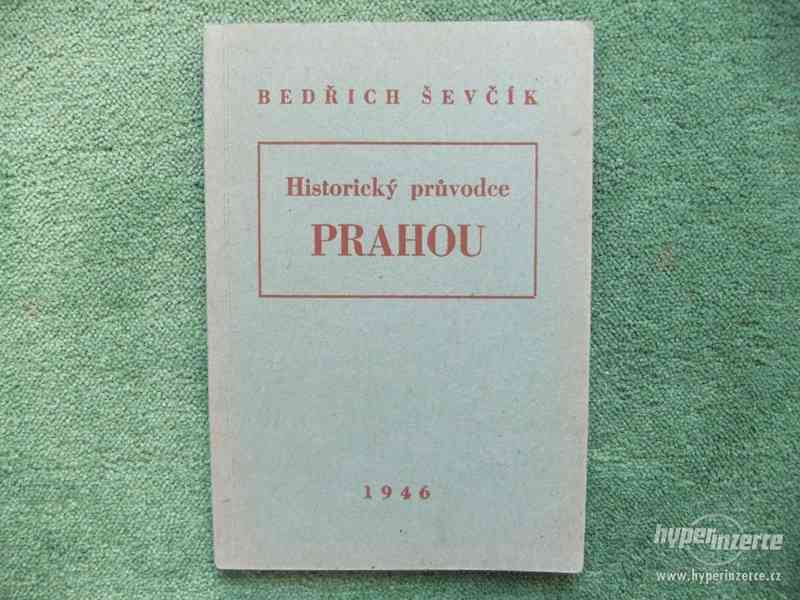 BEDŘICH ŠEVČÍK
Historický průvodce
PRAHOU
1946
hyperinzerce
www.hyperinzerce.cz